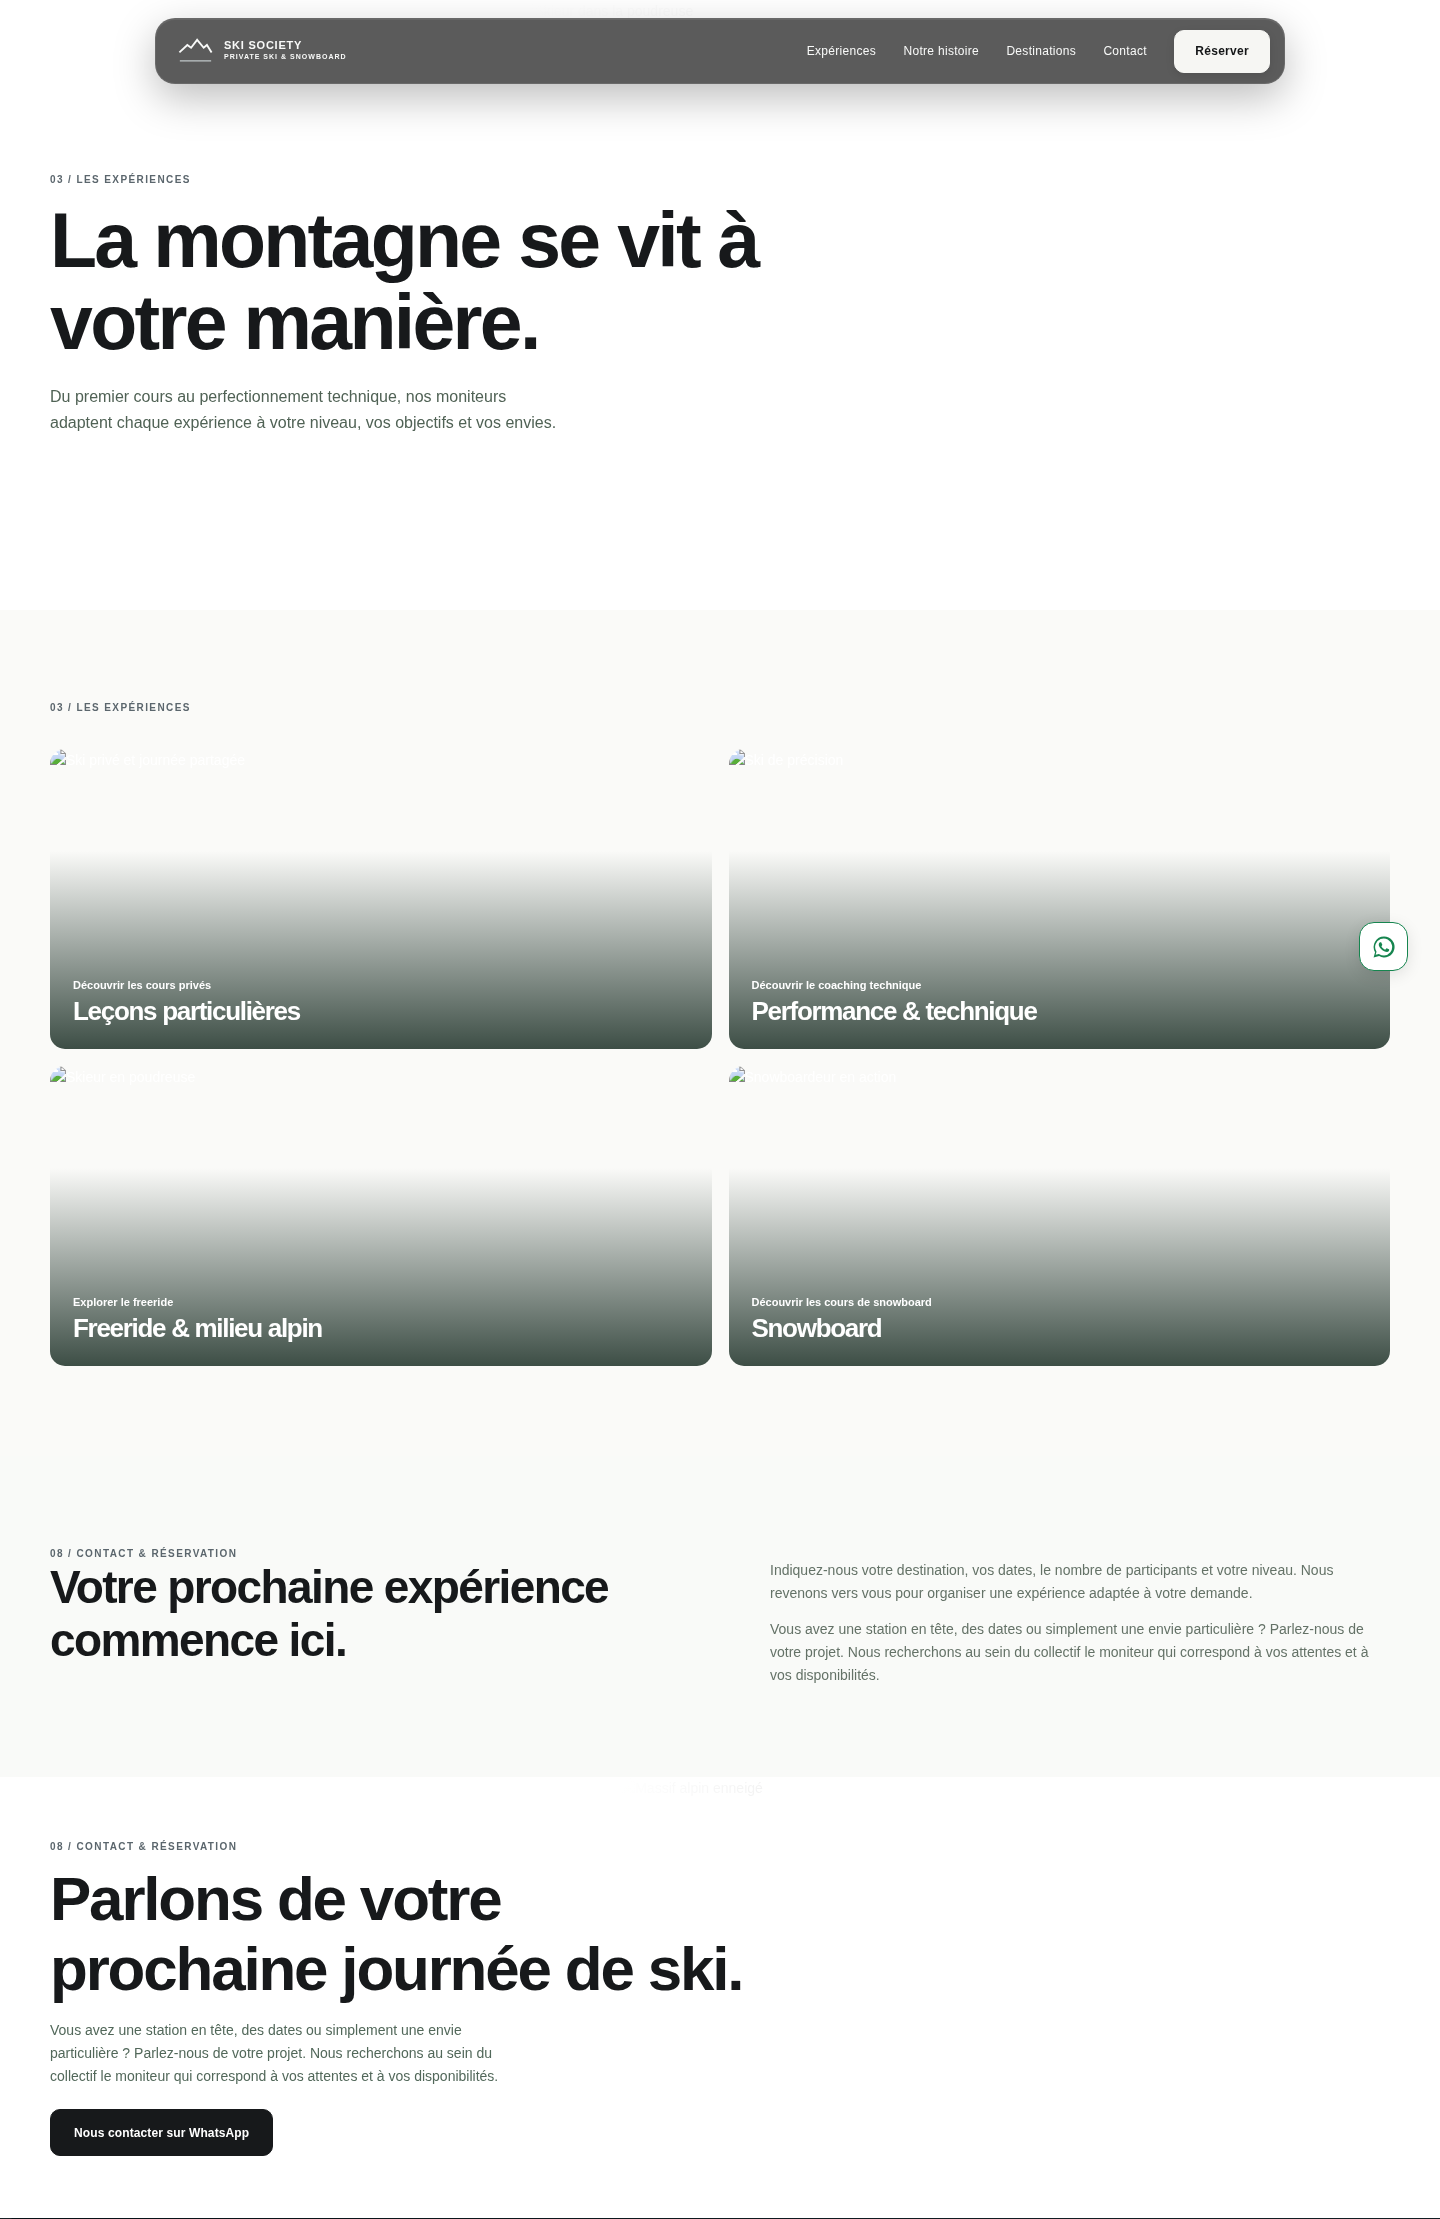 SKI SOCIETY
PRIVATE SKI & SNOWBOARD
Expériences
Notre histoire
Destinations
Contact
Réserver
03 / LES EXPÉRIENCES
La montagne se vit à
votre manière.
Du premier cours au perfectionnement technique, nos moniteurs
adaptent chaque expérience à votre niveau, vos objectifs et vos envies.
03 / LES EXPÉRIENCES
Découvrir les cours privés
Leçons particulières
Découvrir le coaching technique
Performance & technique
Explorer le freeride
Freeride & milieu alpin
Découvrir les cours de snowboard
Snowboard
08 / CONTACT & RÉSERVATION
Votre prochaine expérience
commence ici.
Indiquez-nous votre destination, vos dates, le nombre de participants et votre niveau. Nous
revenons vers vous pour organiser une expérience adaptée à votre demande.
Vous avez une station en tête, des dates ou simplement une envie particulière ? Parlez-nous de
votre projet. Nous recherchons au sein du collectif le moniteur qui correspond à vos attentes et à
vos disponibilités.
alpin enneigé
08 / CONTACT & RÉSERVATION
Parlons de votre
prochaine journée de ski.
Vous avez une station en tête, des dates ou simplement une envie
particulière ? Parlez-nous de votre projet. Nous recherchons au sein du
collectif le moniteur qui correspond à vos attentes et à vos disponibilités.
Nous contacter sur WhatsApp